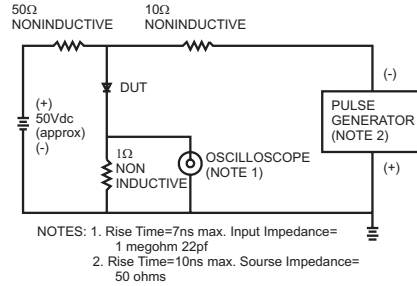 50Ω
NONINDUCTIVE
10Ω
NONINDUCTIVE
DUT
(+)
50Vdc
(approx)
(-)
1Ω
NON
INDUCTIVE
OSCILLOSCOPE
(NOTE 1)
(-)
PULSE
GENERATOR
(NOTE 2)
(+)
NOTES: 1. Rise Time=7ns max. Input Impedance=
1 megohm 22pf
2. Rise Time=10ns max. Sourse Impedance=
50 ohms